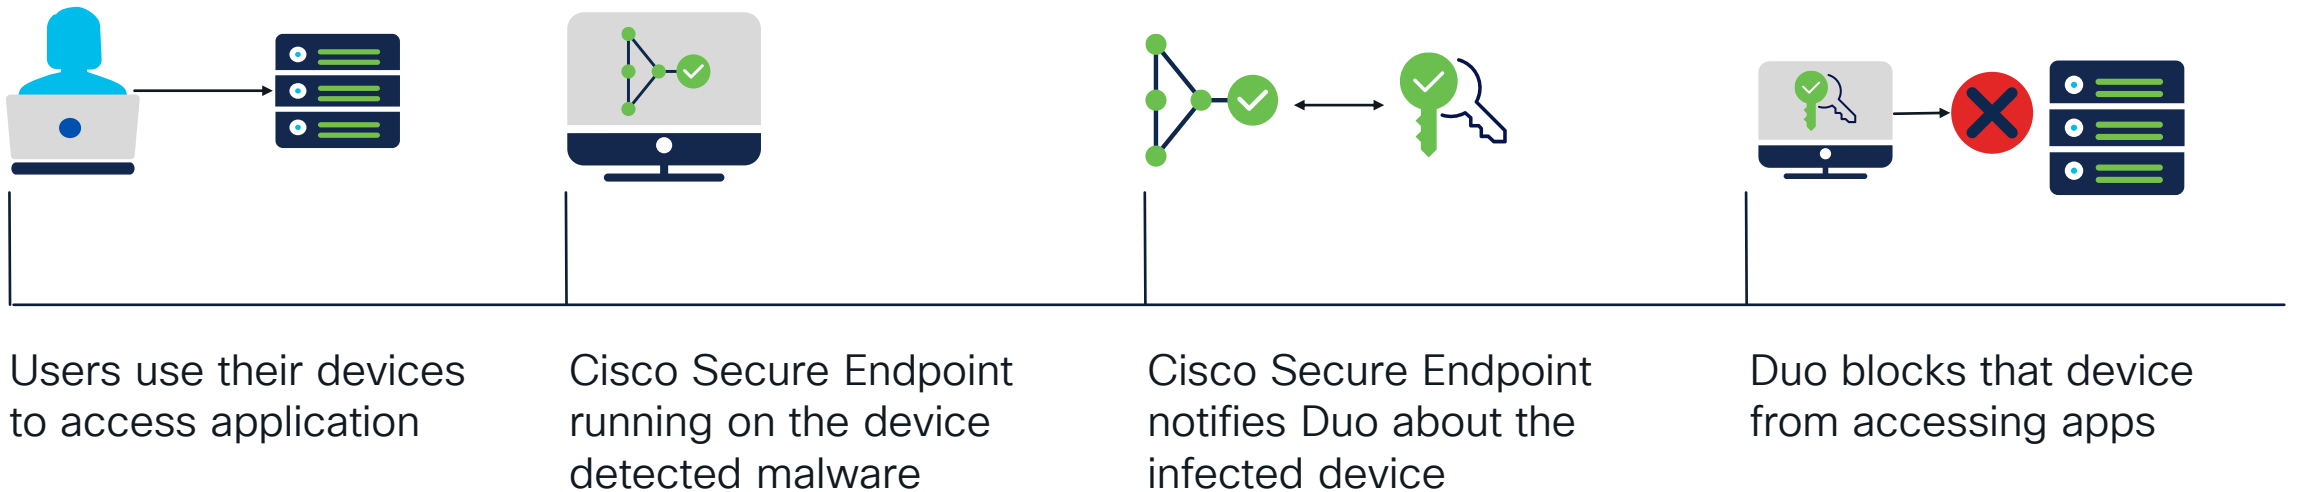 Users use their devices
to access application
Cisco Secure Endpoint
running on the device
detected malware
Cisco Secure Endpoint
notifies Duo about the
infected device
Duo blocks that device
from accessing apps